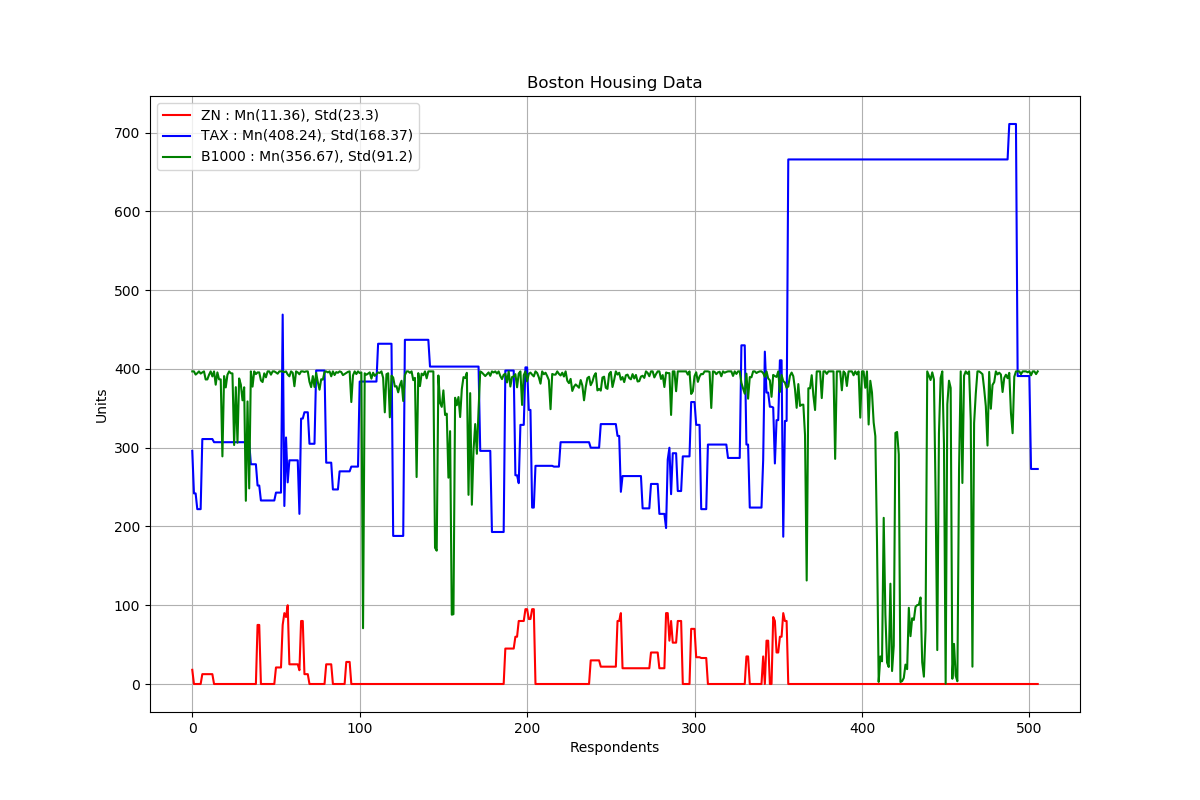 Boston Housing Data
ZN : Mn(11.36), Std(23.3)
TAX : Mn(408.24), Std(168.37)
B1000 : Mn(356.67), Std(91.2)
Units
700
600
500
400
300
200
100
0
0 100 200 300 400 500
Respondents